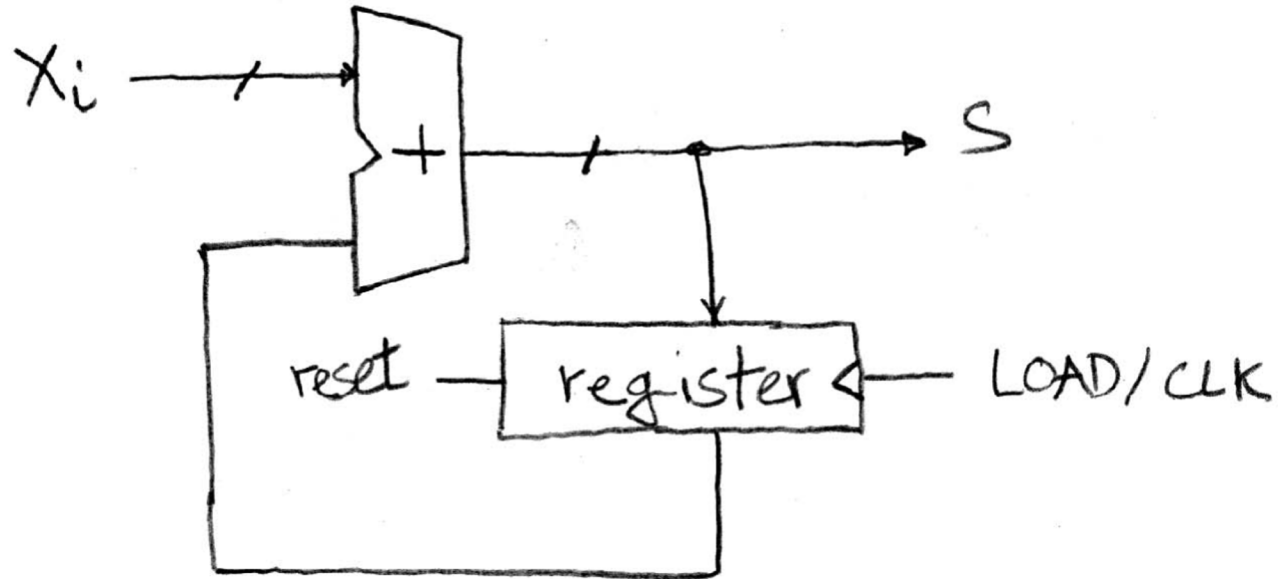 Xi
+
S
reset
register
LOAD/CLK